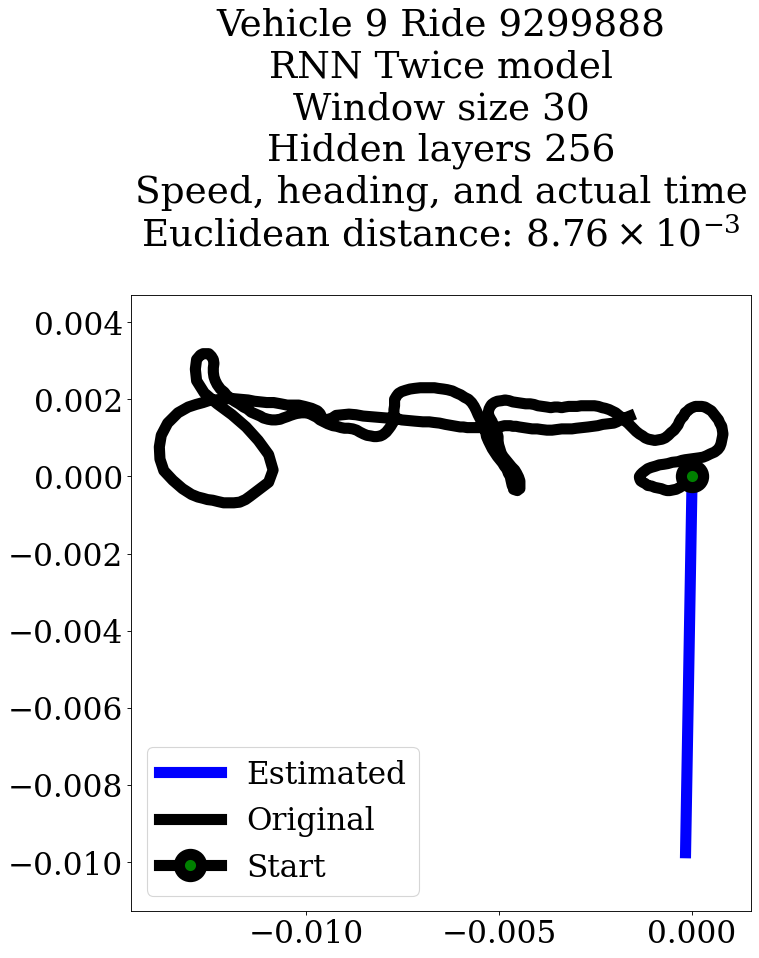 Vehicle 9 Ride 9299888
RNN Twice model
Window size 30
Hidden layers 256
Speed, heading, and actual time
Euclidean distance: 8.76 × 10⁻³
0.004
0.002
0.000
−0.002
−0.004
−0.006
−0.008
−0.010
Estimated
Original
Start
−0.010 −0.005 0.000